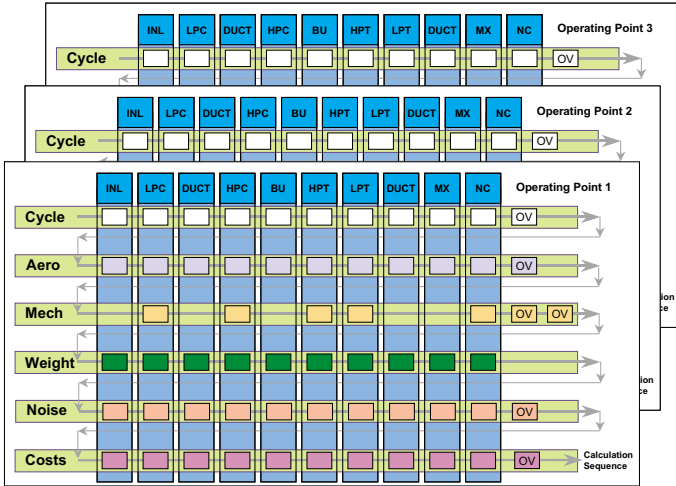 INL LPC DUCT HPC BU HPT LPT DUCT MX NC Operating Point 3
Cycle OV
INL LPC DUCT HPC BU HPT LPT DUCT MX NC Operating Point 2
Cycle OV
INL LPC DUCT HPC BU HPT LPT DUCT MX NC Operating Point 1
Cycle OV
Aero OV
Mech OV OV
Weight
Noise OV
Costs OV
Calculation
Sequence